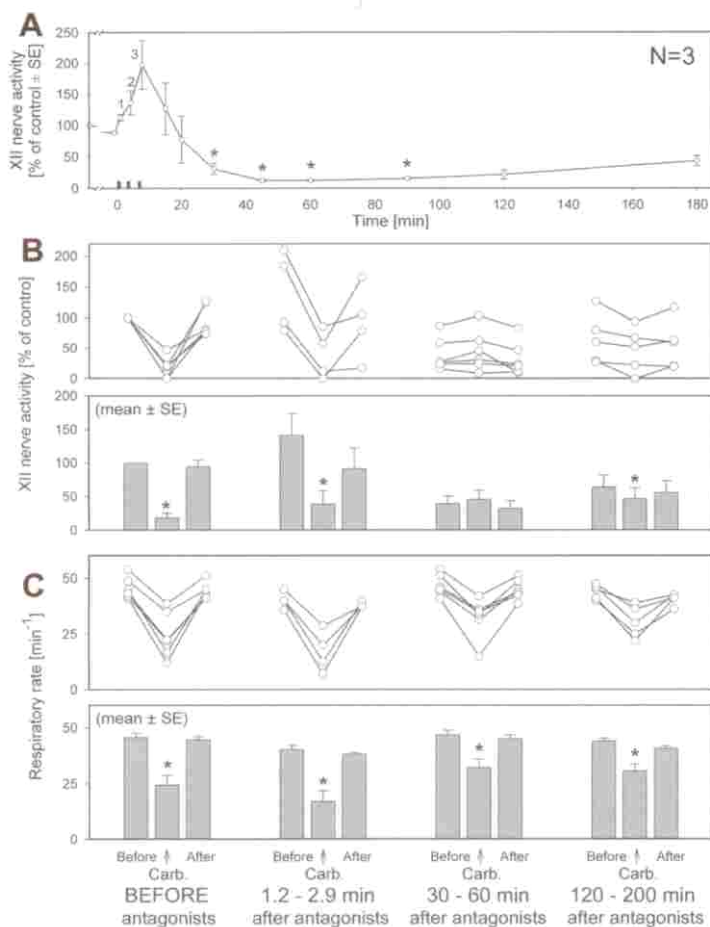 A
XII nerve activity
[% of control ± SE]
250
200
150
100
50
0
1
2
3
N=3
* * * *
0 20 40 60 80 100 120 140 160 180
Time [min]
B
XII nerve activity [% of control]
200
150
100
50
0
(mean ± SE)
200
150
100
50
0
* * *
C
Respiratory rate [min⁻¹]
50
25
0
(mean ± SE)
50
25
0
* * * *
Before After Before After Before After Before After
Carb. Carb. Carb. Carb.
BEFORE 1.2 - 2.9 min 30 - 60 min 120 - 200 min
antagonists after antagonists after antagonists after antagonists